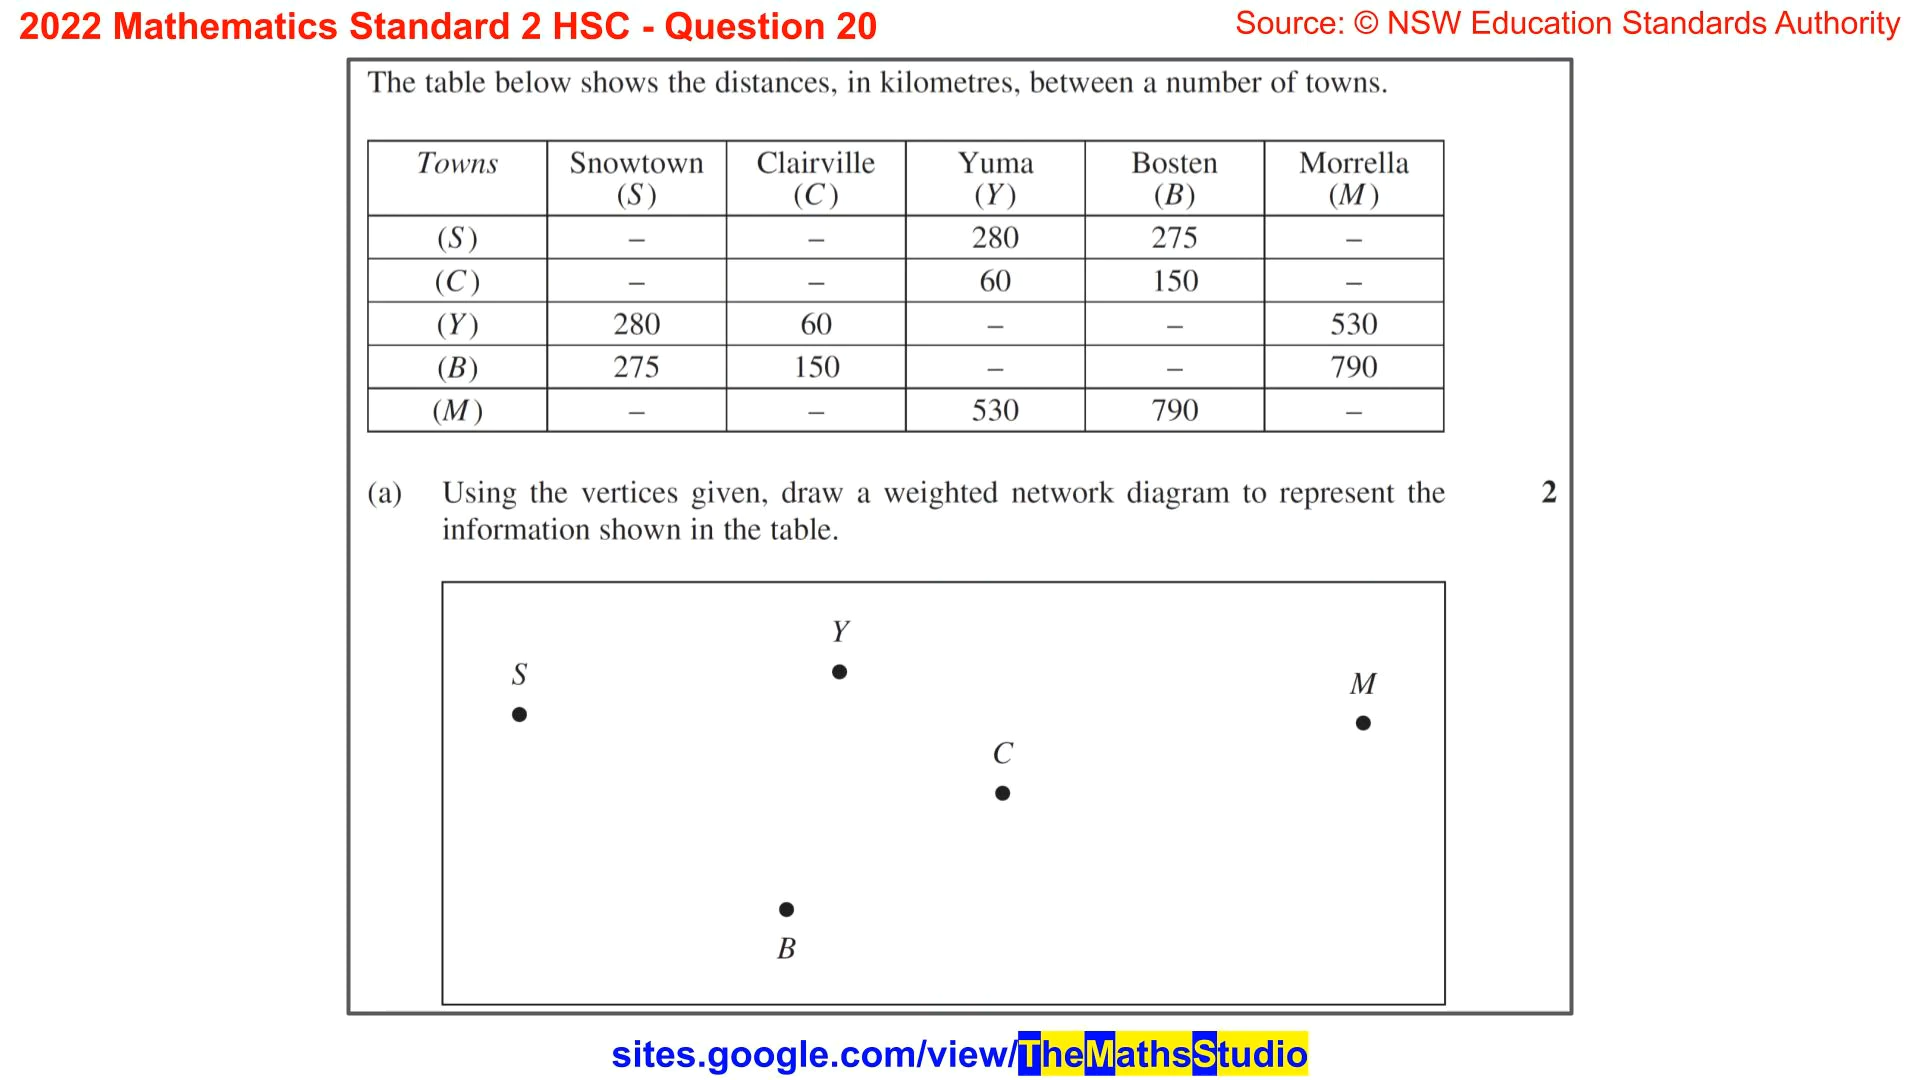 2022 Mathematics Standard 2 HSC - Question 20
Source: © NSW Education Standards Authority
The table below shows the distances, in kilometres, between a number of towns.
Towns Snowtown (S) Clairville (C) Yuma (Y) Bosten (B) Morrella (M)
(S) – – 280 275 –
(C) – – 60 150 –
(Y) 280 60 – – 530
(B) 275 150 – – 790
(M) – – 530 790 –
(a) Using the vertices given, draw a weighted network diagram to represent the 2
information shown in the table.
Y
S
M
C
B
sites.google.com/view/TheMathsStudio